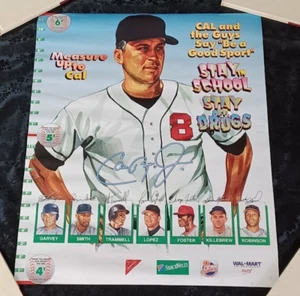 6'
CAL and
the Guys
Say "Be a
Good Sport"
Measure
Up to
Cal
STAY in
SCHOOL
STAY
DRUGS
8
5'
GARVEY
SMITH
TRAMMELL
LOPEZ
FOSTER
KILLEBREW
ROBINSON
4'
WAL-MART